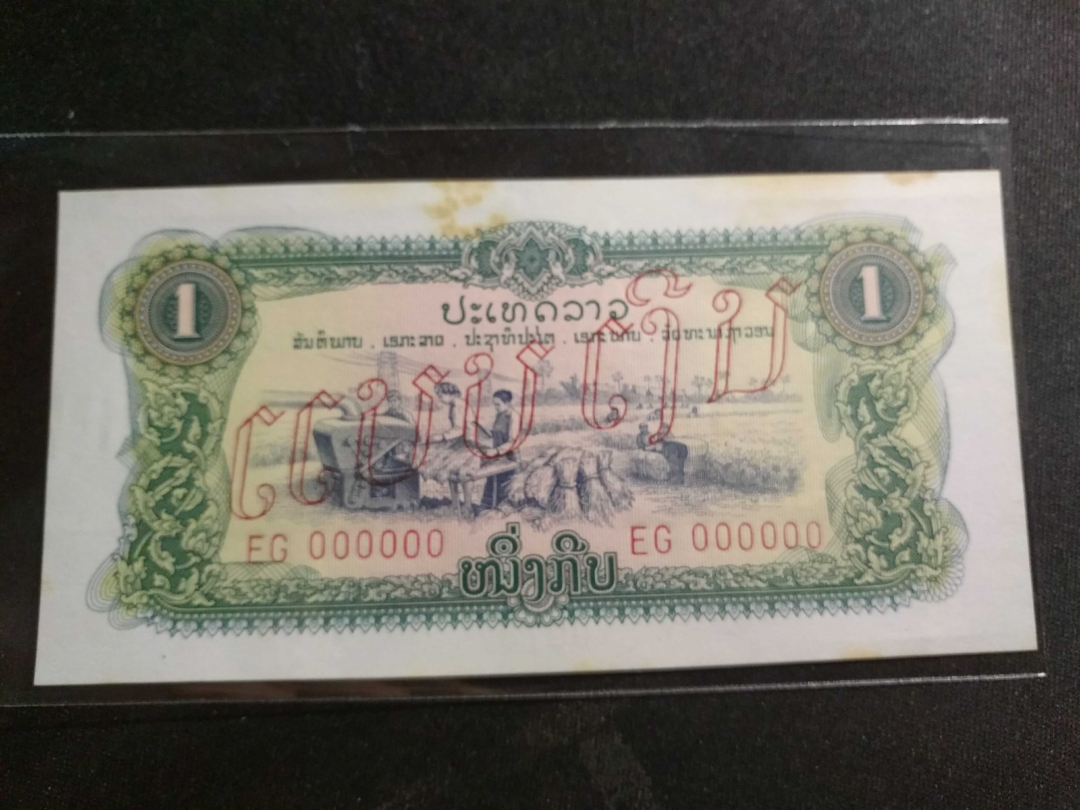 1 1
ປະເທດລາວ
ສັນຕິພາບ . ເອກະລາດ . ປະຊາທິປະໄຕ . ເອກະພາບ . ວັດທະນາຖາວອນ
ແບບເງິນ
EG 000000 EG 000000
ໜຶ່ງກີບ